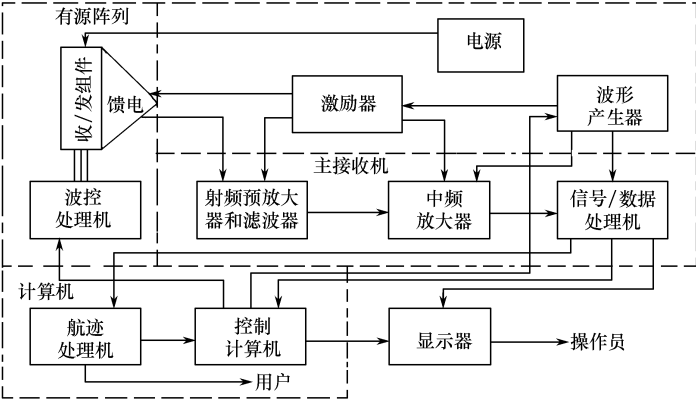 有源阵列
电源
收/发组件
馈电
激励器
波形
产生器
主接收机
波控
处理机
射频预放大
器和滤波器
中频
放大器
信号/数据
处理机
计算机
航迹
处理机
控制
计算机
显示器
操作员
用户